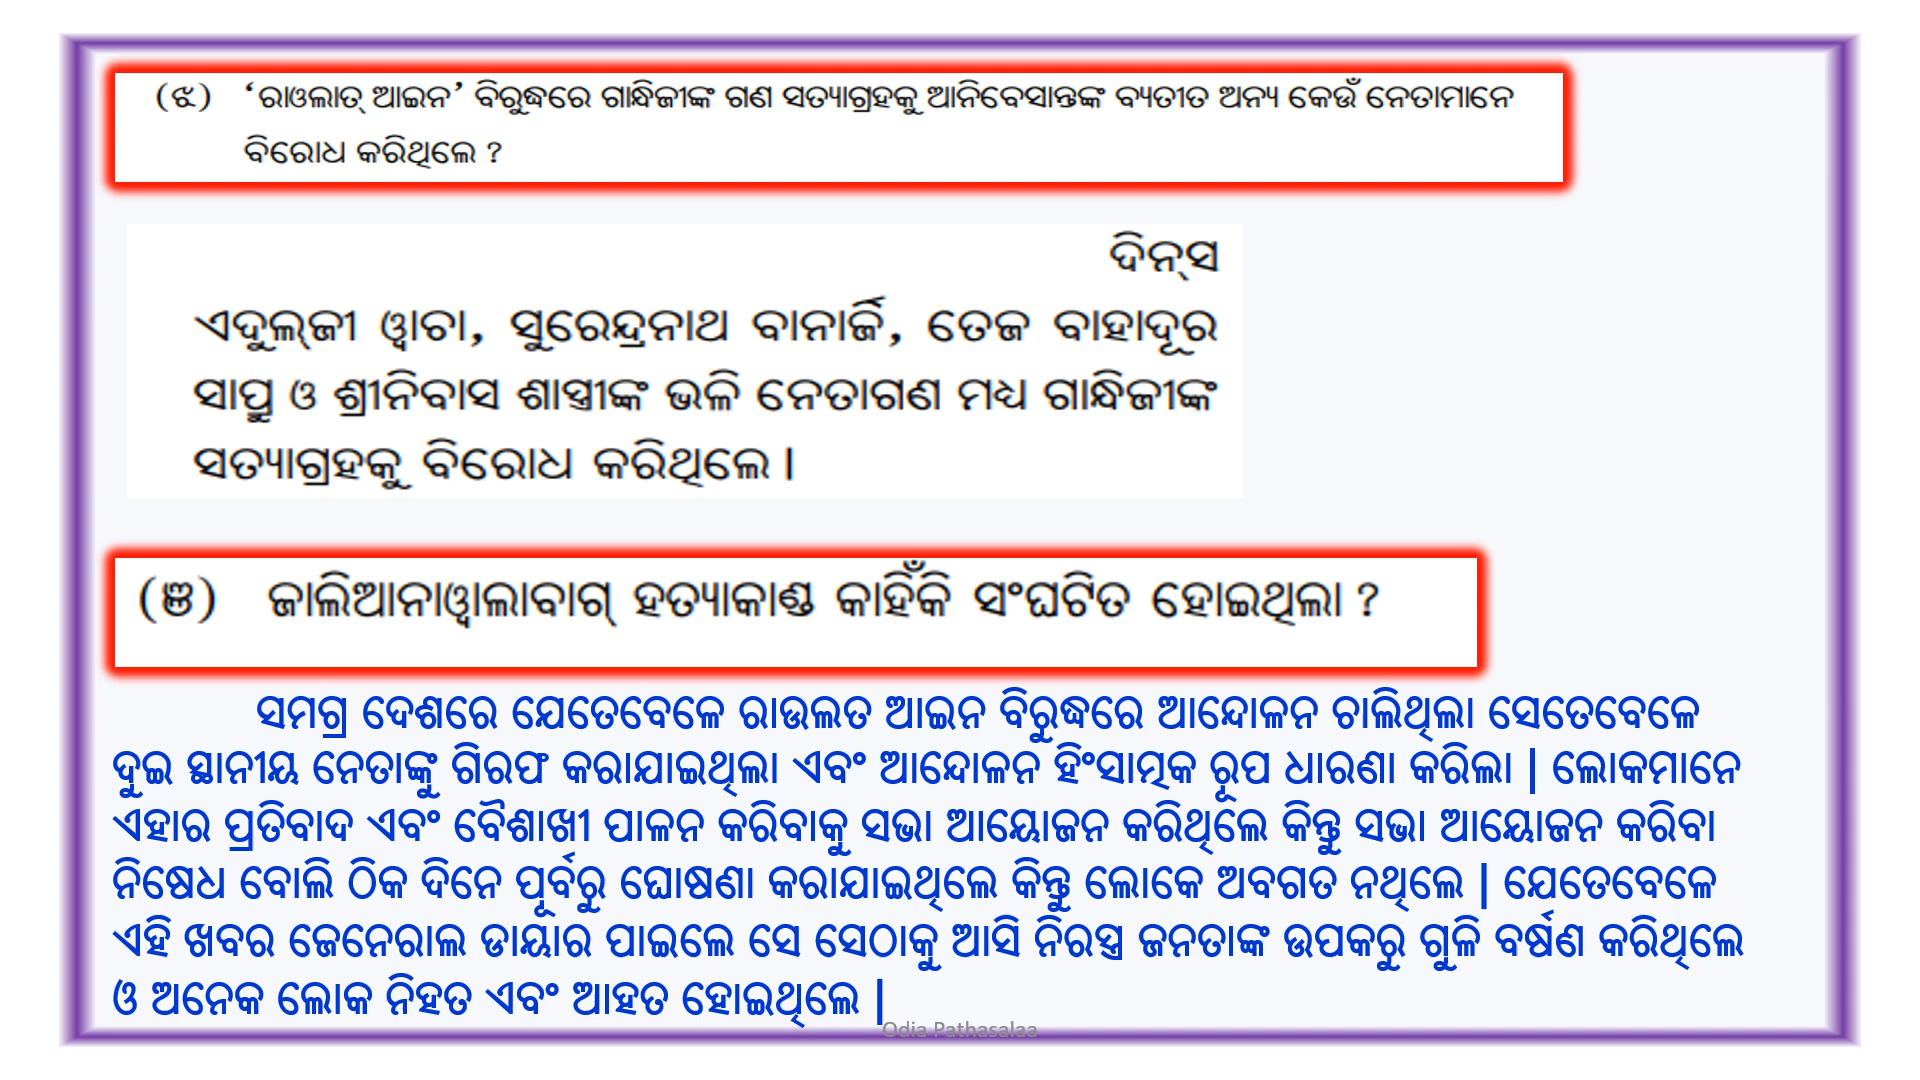 (ଝ) ‘ରାଓଲାଟ୍ ଆଇନ’ ବିରୁଦ୍ଧରେ ଗାନ୍ଧିଜୀଙ୍କ ଗଣ ସତ୍ୟାଗ୍ରହକୁ ଆନିବେସାନ୍ତଙ୍କ ବ୍ୟତୀତ ଅନ୍ୟ କେଉଁ ନେତାମାନେ
ବିରୋଧ କରିଥିଲେ ?
ଦିନ୍‌ସ
ଏଦୁଲ୍‌ଜୀ ୱାଚା, ସୁରେନ୍ଦ୍ରନାଥ ବାନାର୍ଜି, ତେଜ ବାହାଦୂର
ସାପ୍ରୁ ଓ ଶ୍ରୀନିବାସ ଶାସ୍ତ୍ରୀଙ୍କ ଭଳି ନେତାଗଣ ମଧ୍ୟ ଗାନ୍ଧିଜୀଙ୍କ
ସତ୍ୟାଗ୍ରହକୁ ବିରୋଧ କରିଥିଲେ।
(ଞ) ଜାଲିଆନାୱାଲାବାଗ୍ ହତ୍ୟାକାଣ୍ଡ କାହିଁକି ସଂଘଟିତ ହୋଇଥିଲା ?
ସମଗ୍ର ଦେଶରେ ଯେତେବେଳେ ରାଉଲତ ଆଇନ ବିରୁଦ୍ଧରେ ଆନ୍ଦୋଳନ ଚାଲିଥିଲା ସେତେବେଳେ
ଦୁଇ ସ୍ଥାନୀୟ ନେତାଙ୍କୁ ଗିରଫ କରାଯାଇଥିଲା ଏବଂ ଆନ୍ଦୋଳନ ହିଂସାତ୍ମକ ରୂପ ଧାରଣା କରିଲା | ଲୋକମାନେ
ଏହାର ପ୍ରତିବାଦ ଏବଂ ବୈଶାଖୀ ପାଳନ କରିବାକୁ ସଭା ଆୟୋଜନ କରିଥିଲେ କିନ୍ତୁ ସଭା ଆୟୋଜନ କରିବା
ନିଷେଧ ବୋଲି ଠିକ ଦିନେ ପୂର୍ବରୁ ଘୋଷଣା କରାଯାଇଥିଲେ କିନ୍ତୁ ଲୋକେ ଅବଗତ ନଥିଲେ | ଯେତେବେଳେ
ଏହି ଖବର ଜେନେରାଲ ଡାୟାର ପାଇଲେ ସେ ସେଠାକୁ ଆସି ନିରସ୍ତ୍ର ଜନତାଙ୍କ ଉପକରୁ ଗୁଳି ବର୍ଷଣ କରିଥିଲେ
ଓ ଅନେକ ଲୋକ ନିହତ ଏବଂ ଆହତ ହୋଇଥିଲେ |
Odia Pathasalaa